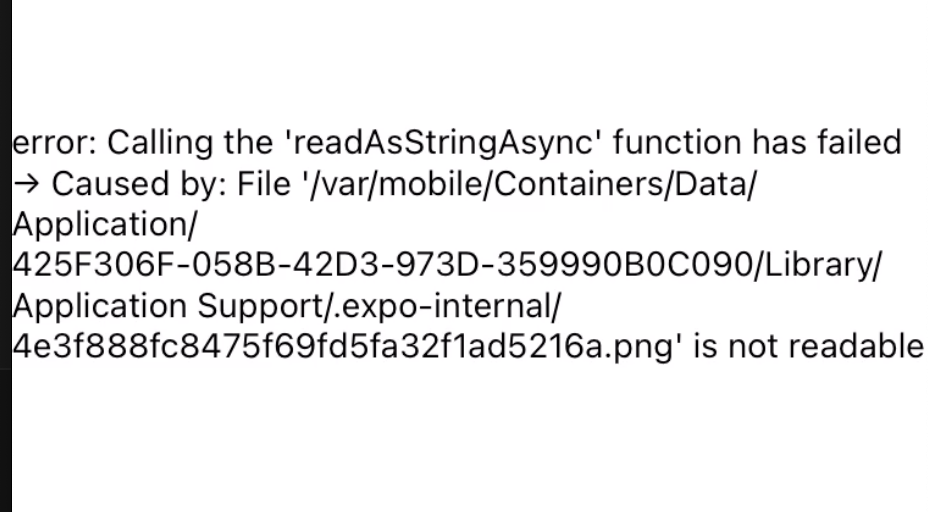 error: Calling the 'readAsStringAsync' function has failed
→ Caused by: File '/var/mobile/Containers/Data/
Application/
425F306F-058B-42D3-973D-359990B0C090/Library/
Application Support/.expo-internal/
4e3f888fc8475f69fd5fa32f1ad5216a.png' is not readable